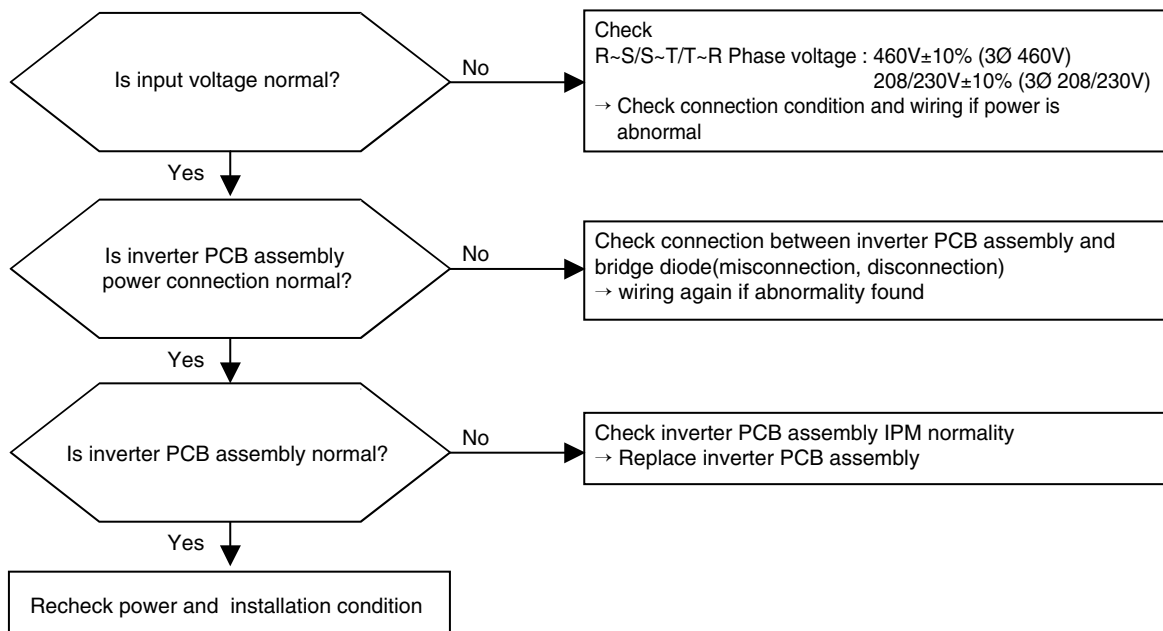 Is input voltage normal?
No
Check
R~S/S~T/T~R Phase voltage : 460V±10% (3Ø 460V)
208/230V±10% (3Ø 208/230V)
→ Check connection condition and wiring if power is
abnormal
Yes
Is inverter PCB assembly
power connection normal?
No
Check connection between inverter PCB assembly and
bridge diode(misconnection, disconnection)
→ wiring again if abnormality found
Yes
Is inverter PCB assembly normal?
No
Check inverter PCB assembly IPM normality
→ Replace inverter PCB assembly
Yes
Recheck power and  installation condition